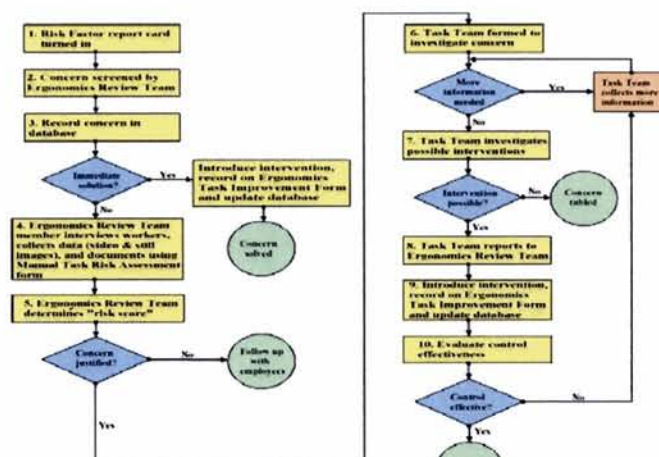 1. Risk Factor report card
turned in
2. Concern screened by
Ergonomics Review Team
3. Record concern in
database
Immediate
solution?
Yes
Introduce intervention,
record on Ergonomics
Task Improvement Form
and update database
Concern
solved
No
4. Ergonomics Review Team
member interviews workers,
collects data (video & still
images), and documents using
Manual Task Risk Assessment
form
5. Ergonomics Review Team
determines "risk score"
Concern
justified?
No
Follow up
with
employees
Yes
6. Task Team formed to
investigate concern
More
information
needed
Yes
Task Team
collects more
information
No
7. Task Team investigates
possible interventions
Intervention
possible?
No
Concern
tabled
Yes
8. Task Team reports to
Ergonomics Review Team
9. Introduce intervention,
record on Ergonomics
Task Improvement Form
and update database
10. Evaluate control
effectiveness
Control
effective?
No
Yes